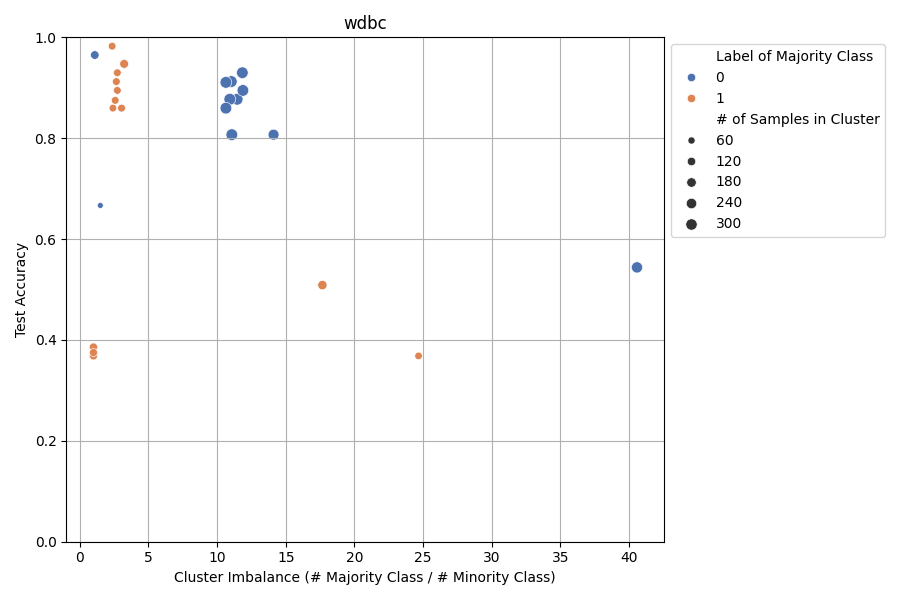 wdbc
1.0
0.8
0.6
0.4
0.2
0.0
Test Accuracy
0 5 10 15 20 25 30 35 40
Cluster Imbalance (# Majority Class / # Minority Class)
Label of Majority Class
0
1
# of Samples in Cluster
60
120
180
240
300